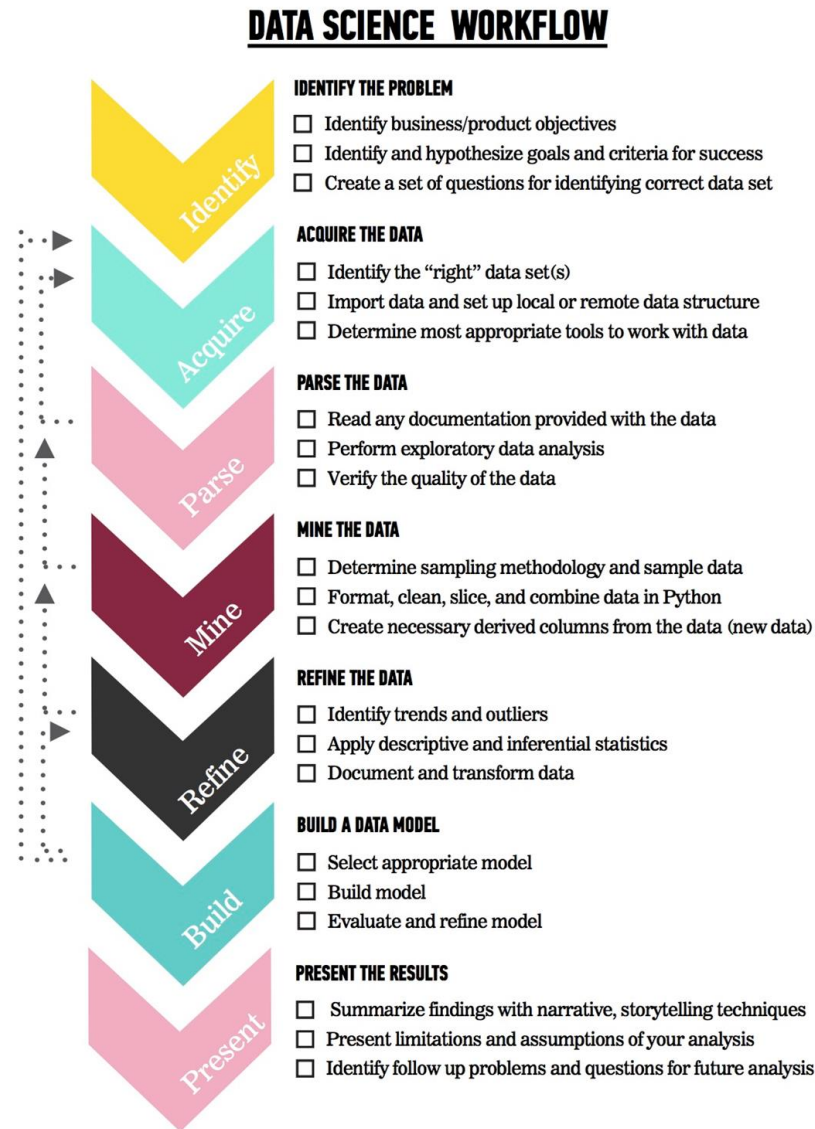 DATA SCIENCE WORKFLOW
IDENTIFY THE PROBLEM
Identify business/product objectives
Identify and hypothesize goals and criteria for success
Create a set of questions for identifying correct data set
Identify
ACQUIRE THE DATA
Identify the “right” data set(s)
Import data and set up local or remote data structure
Determine most appropriate tools to work with data
Acquire
PARSE THE DATA
Read any documentation provided with the data
Perform exploratory data analysis
Verify the quality of the data
Parse
MINE THE DATA
Determine sampling methodology and sample data
Format, clean, slice, and combine data in Python
Create necessary derived columns from the data (new data)
Mine
REFINE THE DATA
Identify trends and outliers
Apply descriptive and inferential statistics
Document and transform data
Refine
BUILD A DATA MODEL
Select appropriate model
Build model
Evaluate and refine model
Build
PRESENT THE RESULTS
Summarize findings with narrative, storytelling techniques
Present limitations and assumptions of your analysis
Identify follow up problems and questions for future analysis
Present